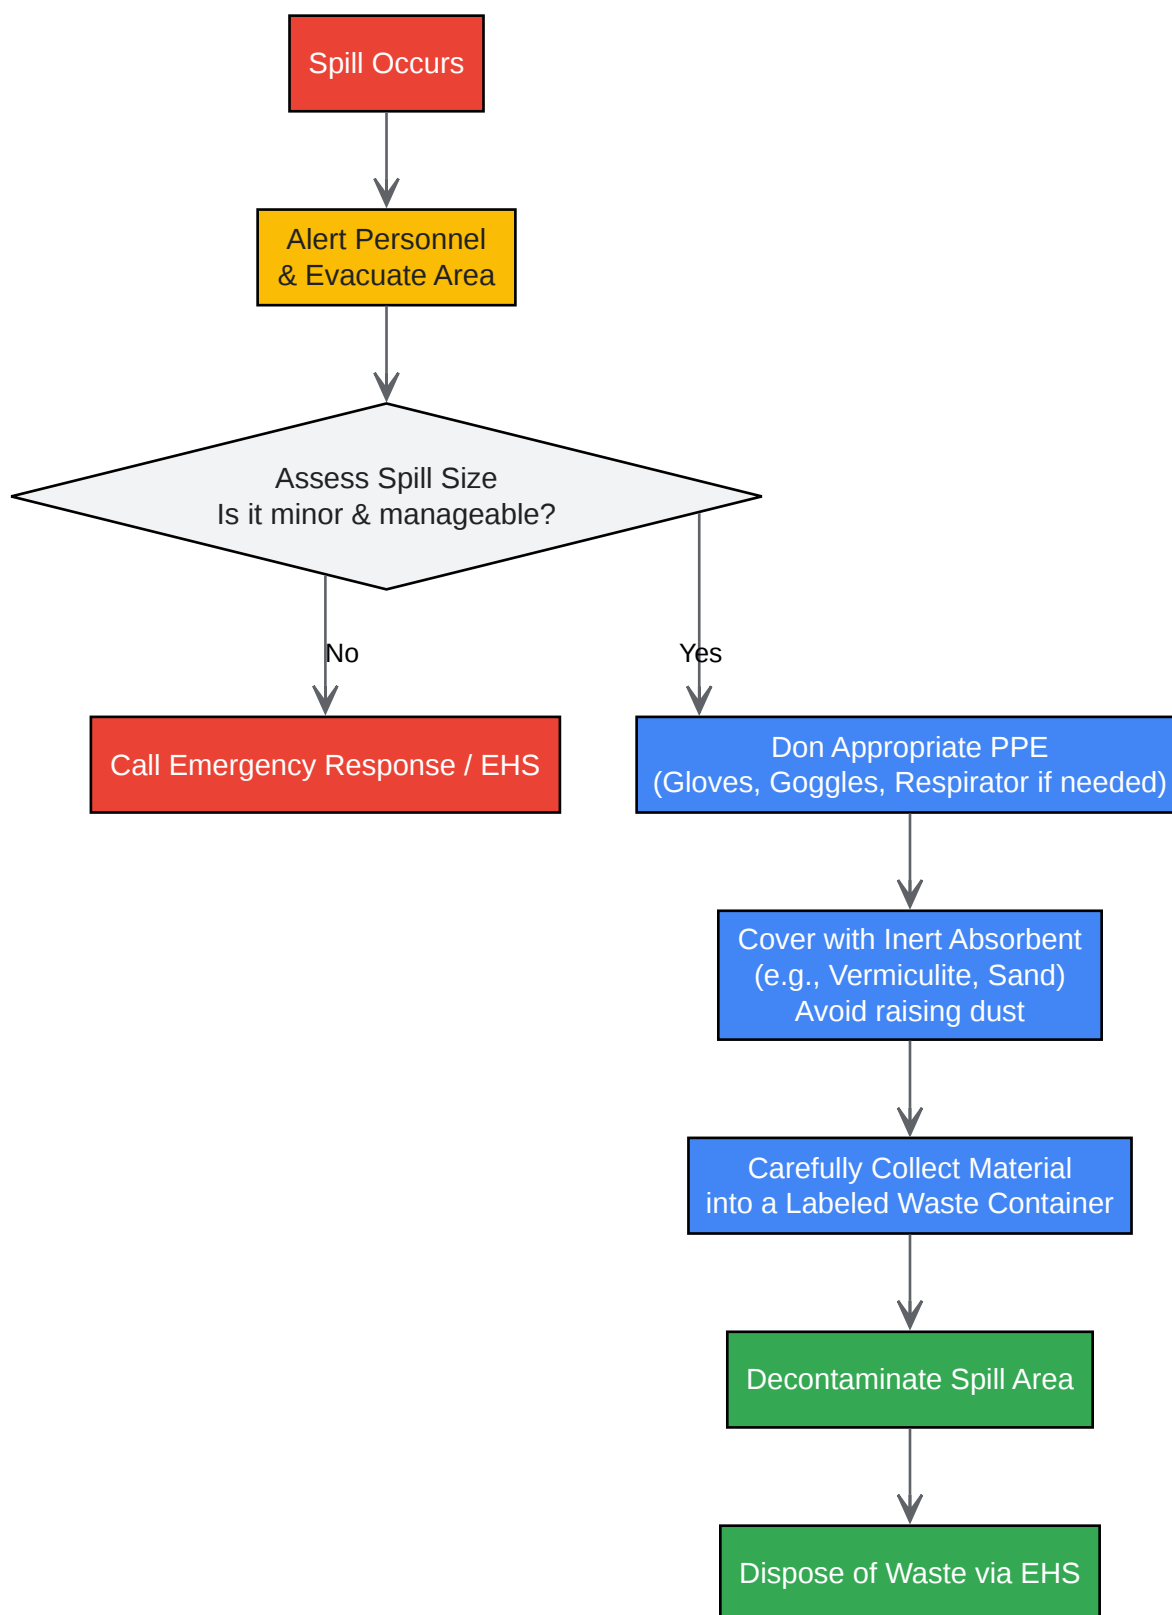 Spill Occurs
Alert Personnel
& Evacuate Area
Assess Spill Size
Is it minor & manageable?
No
Yes
Call Emergency Response / EHS
Don Appropriate PPE
(Gloves, Goggles, Respirator if needed)
Cover with Inert Absorbent
(e.g., Vermiculite, Sand)
Avoid raising dust
Carefully Collect Material
into a Labeled Waste Container
Decontaminate Spill Area
Dispose of Waste via EHS